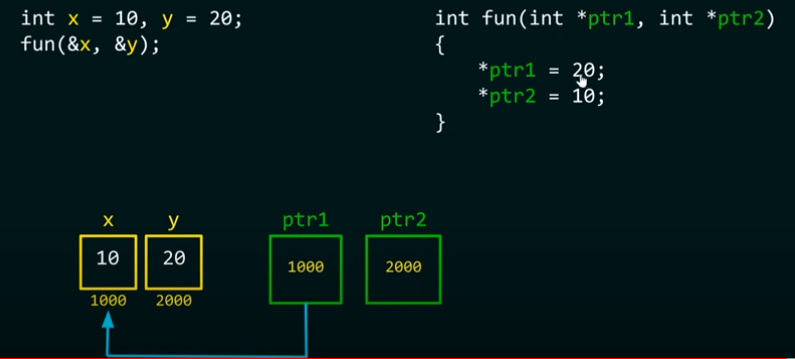 int x = 10, y = 20;
fun(&x, &y);
int fun(int *ptr1, int *ptr2)
{
*ptr1 = 20;
*ptr2 = 10;
}
x y ptr1 ptr2
10 20 1000 2000
1000 2000